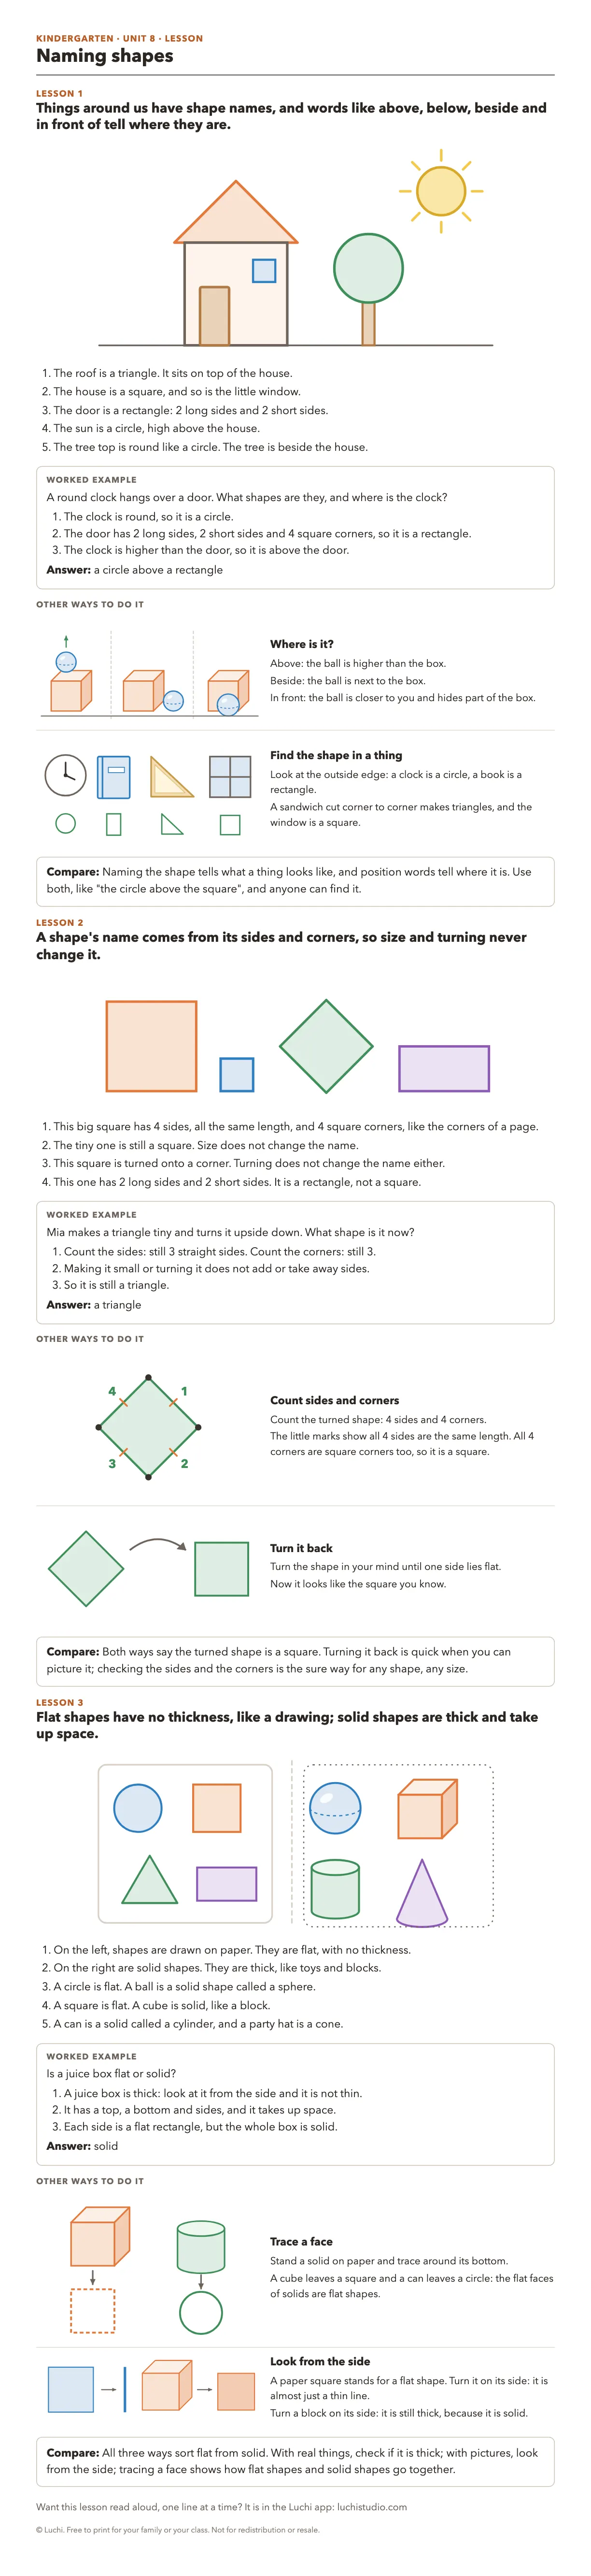 KINDERGARTEN · UNIT 8 · LESSON
Naming shapes
LESSON 1
Things around us have shape names, and words like above, below, beside and
in front of tell where they are.
1. The roof is a triangle. It sits on top of the house.
2. The house is a square, and so is the little window.
3. The door is a rectangle: 2 long sides and 2 short sides.
4. The sun is a circle, high above the house.
5. The tree top is round like a circle. The tree is beside the house.
WORKED EXAMPLE
A round clock hangs over a door. What shapes are they, and where is the clock?
1. The clock is round, so it is a circle.
2. The door has 2 long sides, 2 short sides and 4 square corners, so it is a rectangle.
3. The clock is higher than the door, so it is above the door.
Answer: a circle above a rectangle
OTHER WAYS TO DO IT
Where is it?
Above: the ball is higher than the box.
Beside: the ball is next to the box.
In front: the ball is closer to you and hides part of the box.
Find the shape in a thing
Look at the outside edge: a clock is a circle, a book is a
rectangle.
A sandwich cut corner to corner makes triangles, and the
window is a square.
Compare: Naming the shape tells what a thing looks like, and position words tell where it is. Use
both, like "the circle above the square", and anyone can find it.
LESSON 2
A shape's name comes from its sides and corners, so size and turning never
change it.
1. This big square has 4 sides, all the same length, and 4 square corners, like the corners of a page.
2. The tiny one is still a square. Size does not change the name.
3. This square is turned onto a corner. Turning does not change the name either.
4. This one has 2 long sides and 2 short sides. It is a rectangle, not a square.
WORKED EXAMPLE
Mia makes a triangle tiny and turns it upside down. What shape is it now?
1. Count the sides: still 3 straight sides. Count the corners: still 3.
2. Making it small or turning it does not add or take away sides.
3. So it is still a triangle.
Answer: a triangle
OTHER WAYS TO DO IT
4 1
3 2
Count sides and corners
Count the turned shape: 4 sides and 4 corners.
The little marks show all 4 sides are the same length. All 4
corners are square corners too, so it is a square.
Turn it back
Turn the shape in your mind until one side lies flat.
Now it looks like the square you know.
Compare: Both ways say the turned shape is a square. Turning it back is quick when you can
picture it; checking the sides and the corners is the sure way for any shape, any size.
LESSON 3
Flat shapes have no thickness, like a drawing; solid shapes are thick and take
up space.
1. On the left, shapes are drawn on paper. They are flat, with no thickness.
2. On the right are solid shapes. They are thick, like toys and blocks.
3. A circle is flat. A ball is a solid shape called a sphere.
4. A square is flat. A cube is solid, like a block.
5. A can is a solid called a cylinder, and a party hat is a cone.
WORKED EXAMPLE
Is a juice box flat or solid?
1. A juice box is thick: look at it from the side and it is not thin.
2. It has a top, a bottom and sides, and it takes up space.
3. Each side is a flat rectangle, but the whole box is solid.
Answer: solid
OTHER WAYS TO DO IT
Trace a face
Stand a solid on paper and trace around its bottom.
A cube leaves a square and a can leaves a circle: the flat faces
of solids are flat shapes.
Look from the side
A paper square stands for a flat shape. Turn it on its side: it is
almost just a thin line.
Turn a block on its side: it is still thick, because it is solid.
Compare: All three ways sort flat from solid. With real things, check if it is thick; with pictures, look
from the side; tracing a face shows how flat shapes and solid shapes go together.
Want this lesson read aloud, one line at a time? It is in the Luchi app: luchistudio.com
© Luchi. Free to print for your family or your class. Not for redistribution or resale.